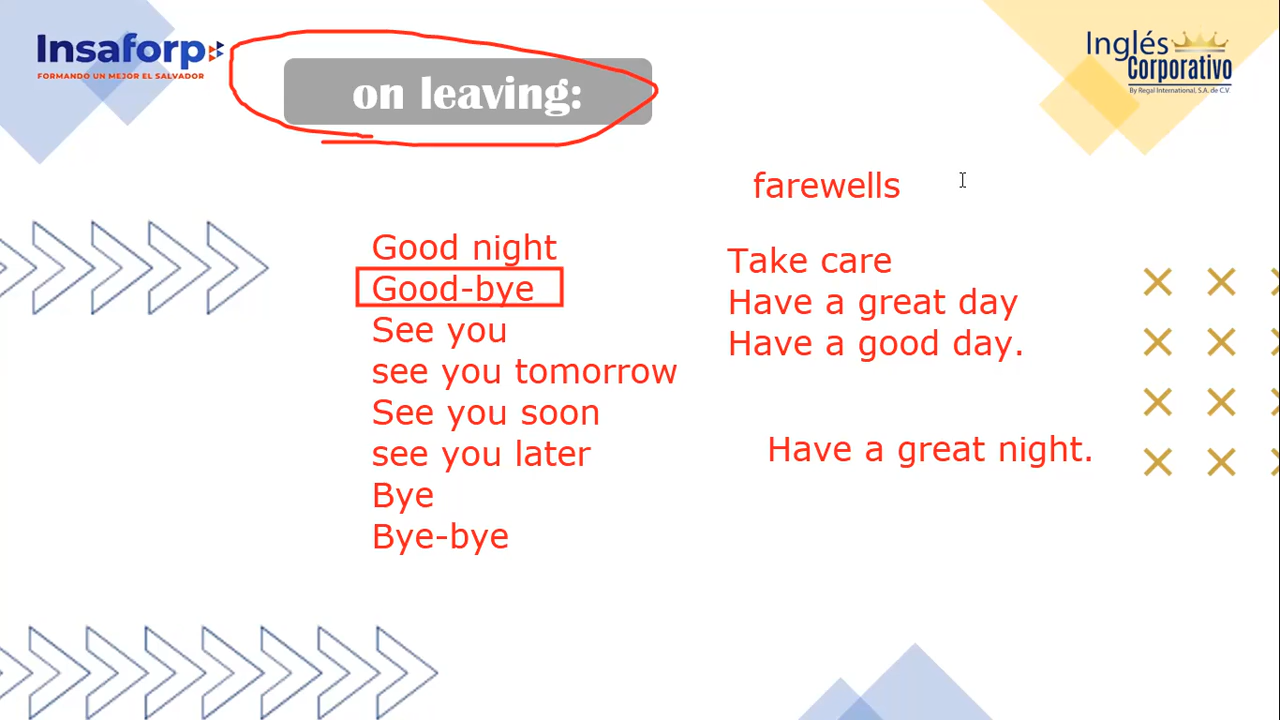 Insaforp
FORMANDO UN MEJOR EL SALVADOR
on leaving:
Inglés
Corporativo
By Regal International, S.A. de C.V.
farewells
Good night
Good-bye
See you
see you tomorrow
See you soon
see you later
Bye
Bye-bye
Take care
Have a great day
Have a good day.
Have a great night.